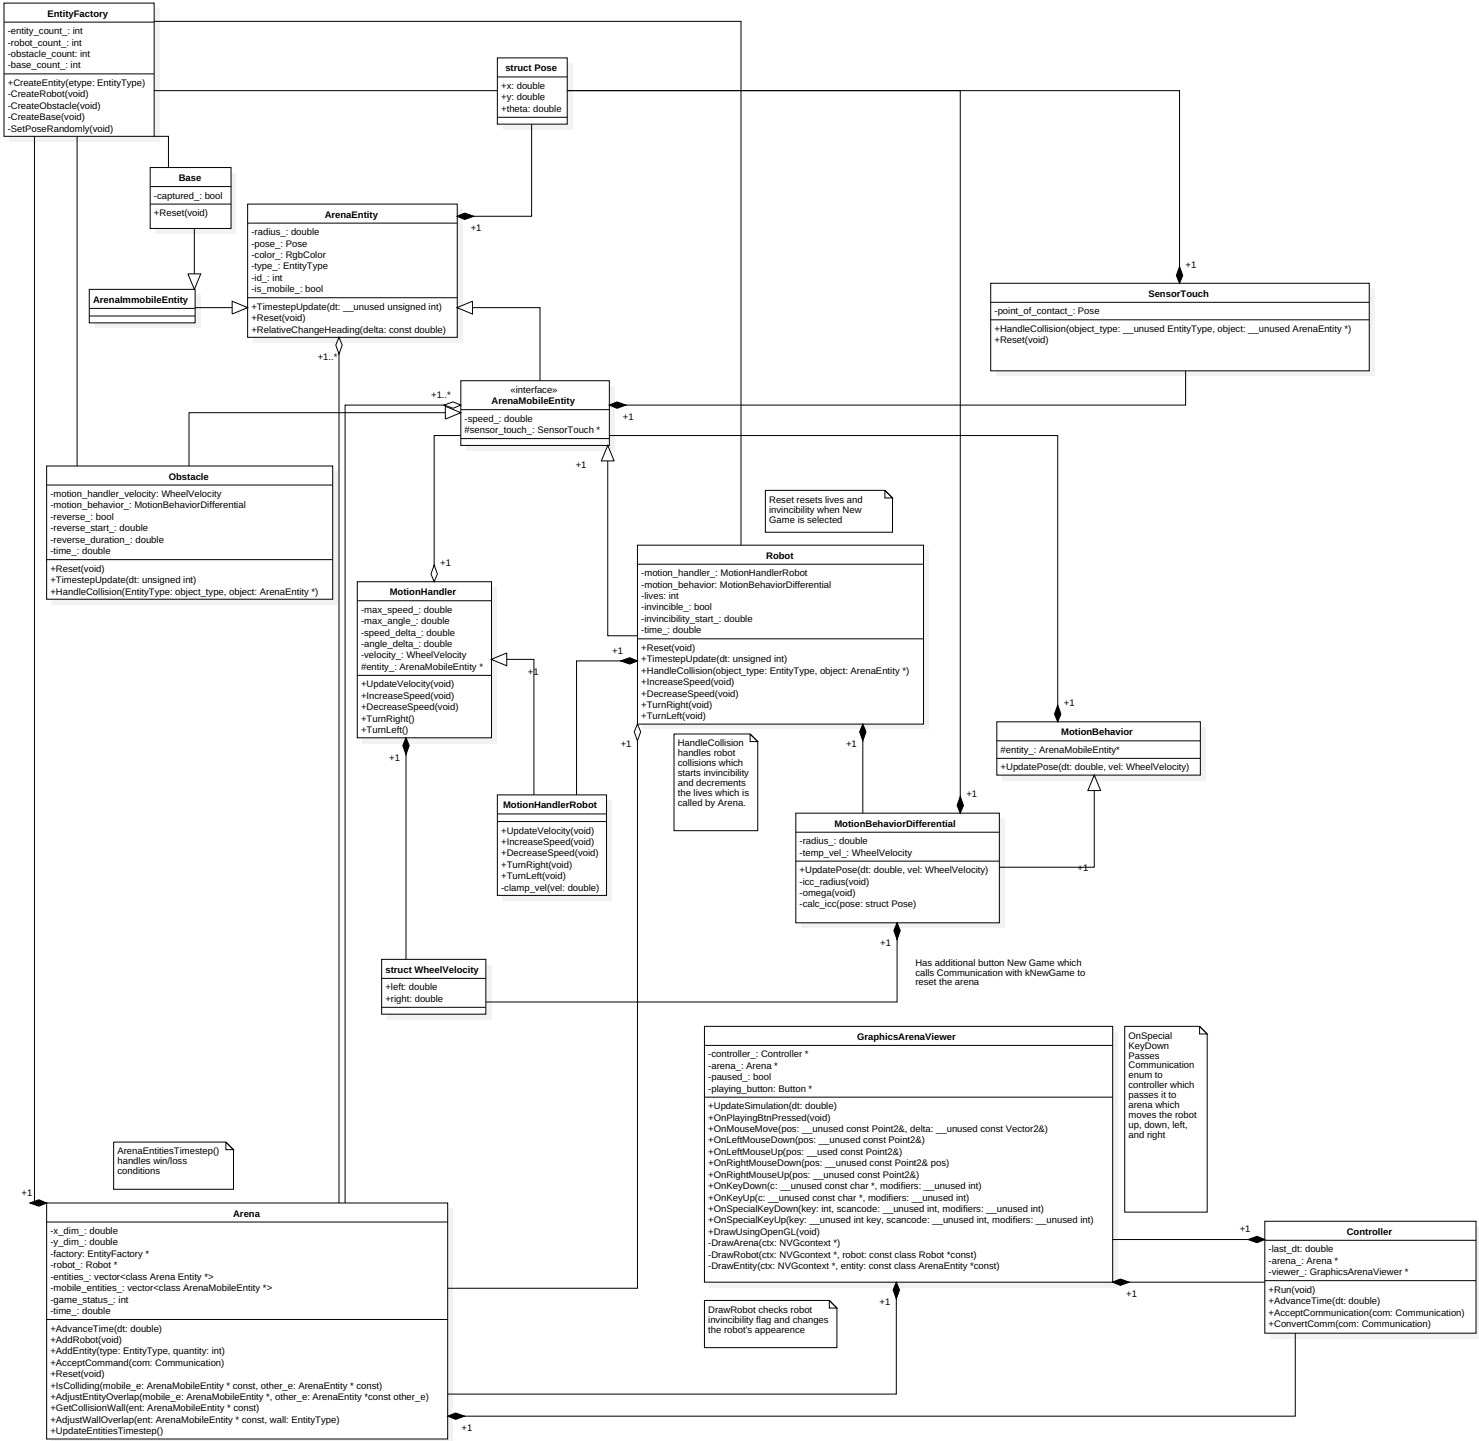 EntityFactory
-entity_count_: int
-robot_count_: int
-obstacle_count: int
-base_count_: int
+CreateEntity(etype: EntityType)
-CreateRobot(void)
-CreateObstacle(void)
-CreateBase(void)
-SetPoseRandomly(void)
struct Pose
+x: double
+y: double
+theta: double
Base
-captured_: bool
+Reset(void)
ArenaEntity
-radius_: double
-pose_: Pose
-color_: RgbColor
-type_: EntityType
-id_: int
-is_mobile_: bool
+TimestepUpdate(dt: __unused unsigned int)
+Reset(void)
+RelativeChangeHeading(delta: const double)
+1
+1..*
ArenaImmobileEntity
+1
SensorTouch
-point_of_contact_: Pose
+HandleCollision(object_type: __unused EntityType, object: __unused ArenaEntity *)
+Reset(void)
+1..*
«interface»
ArenaMobileEntity
-speed_: double
#sensor_touch_: SensorTouch *
+1
+1
Obstacle
-motion_handler_velocity: WheelVelocity
-motion_behavior_: MotionBehaviorDifferential
-reverse_: bool
-reverse_start_: double
-reverse_duration_: double
-time_: double
+Reset(void)
+TimestepUpdate(dt: unsigned int)
+HandleCollision(EntityType: object_type, object: ArenaEntity *)
Reset resets lives and
invincibility when New
Game is selected
+1
MotionHandler
-max_speed_: double
-max_angle_: double
-speed_delta_: double
-angle_delta_: double
-velocity_: WheelVelocity
#entity_: ArenaMobileEntity *
+UpdateVelocity(void)
+IncreaseSpeed(void)
+DecreaseSpeed(void)
+TurnRight()
+TurnLeft()
+1
+1
+1
Robot
-motion_handler_: MotionHandlerRobot
-motion_behavior: MotionBehaviorDifferential
-lives: int
-invincible_: bool
-invincibility_start_: double
-time_: double
+Reset(void)
+TimestepUpdate(dt: unsigned int)
+HandleCollision(object_type: EntityType, object: ArenaEntity *)
+IncreaseSpeed(void)
+DecreaseSpeed(void)
+TurnRight(void)
+TurnLeft(void)
+1
+1
HandleCollision
handles robot
collisions which
starts invincibility
and decrements
the lives which is
called by Arena.
+1
MotionBehavior
#entity_: ArenaMobileEntity*
+UpdatePose(dt: double, vel: WheelVelocity)
MotionHandlerRobot
+UpdateVelocity(void)
+IncreaseSpeed(void)
+DecreaseSpeed(void)
+TurnRight(void)
+TurnLeft(void)
-clamp_vel(vel: double)
+1
MotionBehaviorDifferential
-radius_: double
-temp_vel_: WheelVelocity
+UpdatePose(dt: double, vel: WheelVelocity)
-icc_radius(void)
-omega(void)
-calc_icc(pose: struct Pose)
+1
+1
struct WheelVelocity
+left: double
+right: double
Has additional button New Game which
calls Communication with kNewGame to
reset the arena
GraphicsArenaViewer
-controller_: Controller *
-arena_: Arena *
-paused_: bool
-playing_button: Button *
+UpdateSimulation(dt: double)
+OnPlayingBtnPressed(void)
+OnMouseMove(pos: __unused const Point2&, delta: __unused const Vector2&)
+OnLeftMouseDown(pos: __unused const Point2&)
+OnLeftMouseUp(pos: __used const Point2&)
+OnRightMouseDown(pos: __unused const Point2& pos)
+OnRightMouseUp(pos: __unused const Point2&)
+OnKeyDown(c: __unused const char *, modifiers: __unused int)
+OnKeyUp(c: __unused const char *, modifiers: __unused int)
+OnSpecialKeyDown(key: int, scancode: __unused int, modifiers: __unused int)
+OnSpecialKeyUp(key: __unused int key, scancode: __unused int, modifiers: __unused int)
+DrawUsingOpenGL(void)
-DrawArena(ctx: NVGcontext *)
-DrawRobot(ctx: NVGcontext *, robot: const class Robot *const)
-DrawEntity(ctx: NVGcontext *, entity: const class ArenaEntity *const)
OnSpecial
KeyDown
Passes
Communication
enum to
controller which
passes it to
arena which
moves the robot
up, down, left,
and right
ArenaEntitiesTimestep()
handles win/loss
conditions
+1
Arena
-x_dim_: double
-y_dim_: double
-factory: EntityFactory *
-robot_: Robot *
-entities_: vector<class Arena Entity *>
-mobile_entities_: vector<class ArenaMobileEntity *>
-game_status_: int
-time_: double
+AdvanceTime(dt: double)
+AddRobot(void)
+AddEntity(type: EntityType, quantity: int)
+AcceptCommand(com: Communication)
+Reset(void)
+IsColliding(mobile_e: ArenaMobileEntity * const, other_e: ArenaEntity * const)
+AdjustEntityOverlap(mobile_e: ArenaMobileEntity *, other_e: ArenaEntity *const other_e)
+GetCollisionWall(ent: ArenaMobileEntity * const)
+AdjustWallOverlap(ent: ArenaMobileEntity * const, wall: EntityType)
+UpdateEntitiesTimestep()
+1
Controller
-last_dt: double
-arena_: Arena *
-viewer_: GraphicsArenaViewer *
+Run(void)
+AdvanceTime(dt: double)
+AcceptCommunication(com: Communication)
+ConvertComm(com: Communication)
+1
+1
DrawRobot checks robot
invincibility flag and changes
the robot's appearence
+1